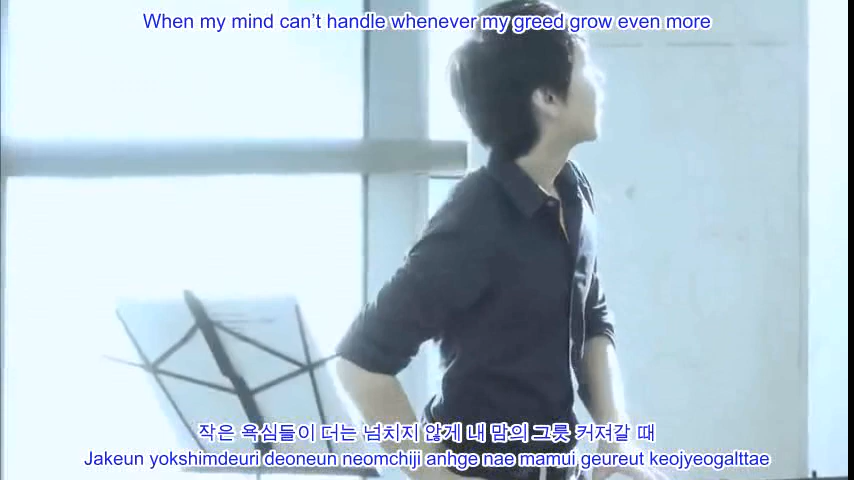 When my mind can't handle whenever my greed grow even more
작은 욕심들이 더는 넘치지 않게 내 맘의 그릇 커져갈 때
Jakeun yokshimdeuri deoneun neomchiji anhge nae mamui geureut keojyeogalttae